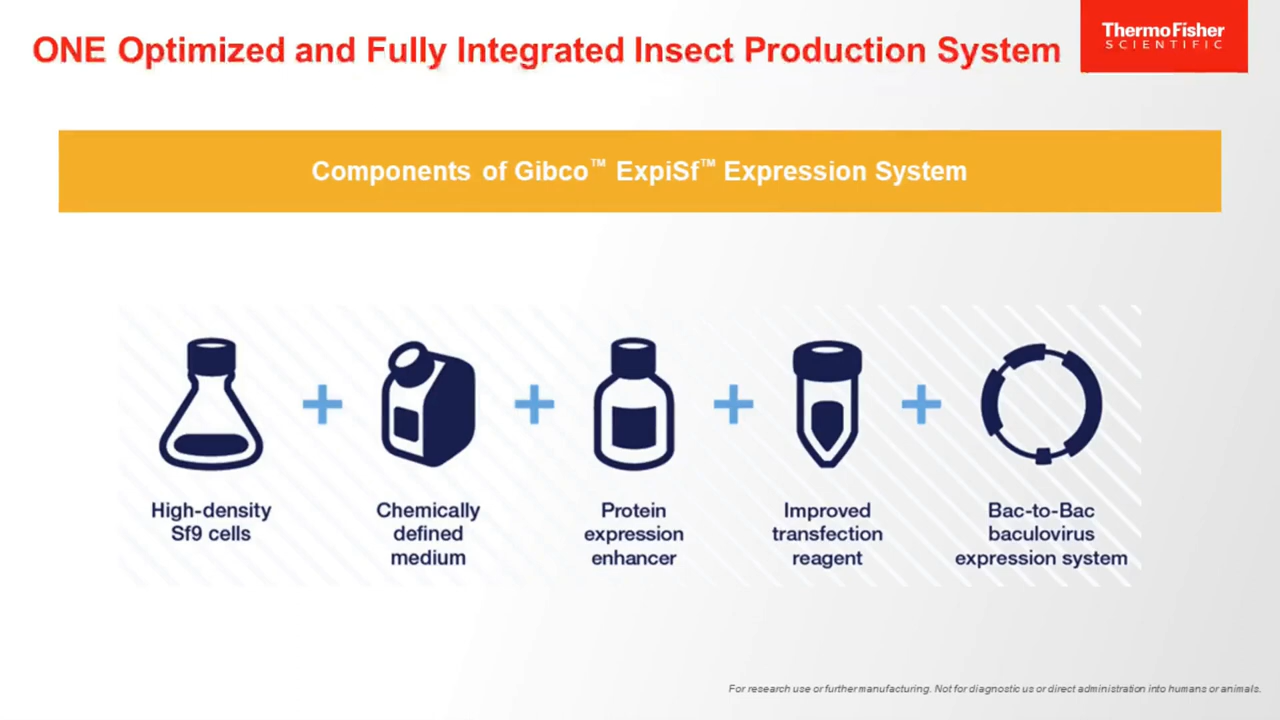 ONE Optimized and Fully Integrated Insect Production System
ThermoFisher
SCIENTIFIC
Components of Gibco™ ExpiSf™ Expression System
High-density
Sf9 cells
Chemically
defined
medium
Protein
expression
enhancer
Improved
transfection
reagent
Bac-to-Bac
baculovirus
expression system
For research use or further manufacturing. Not for diagnostic us or direct administration into humans or animals.